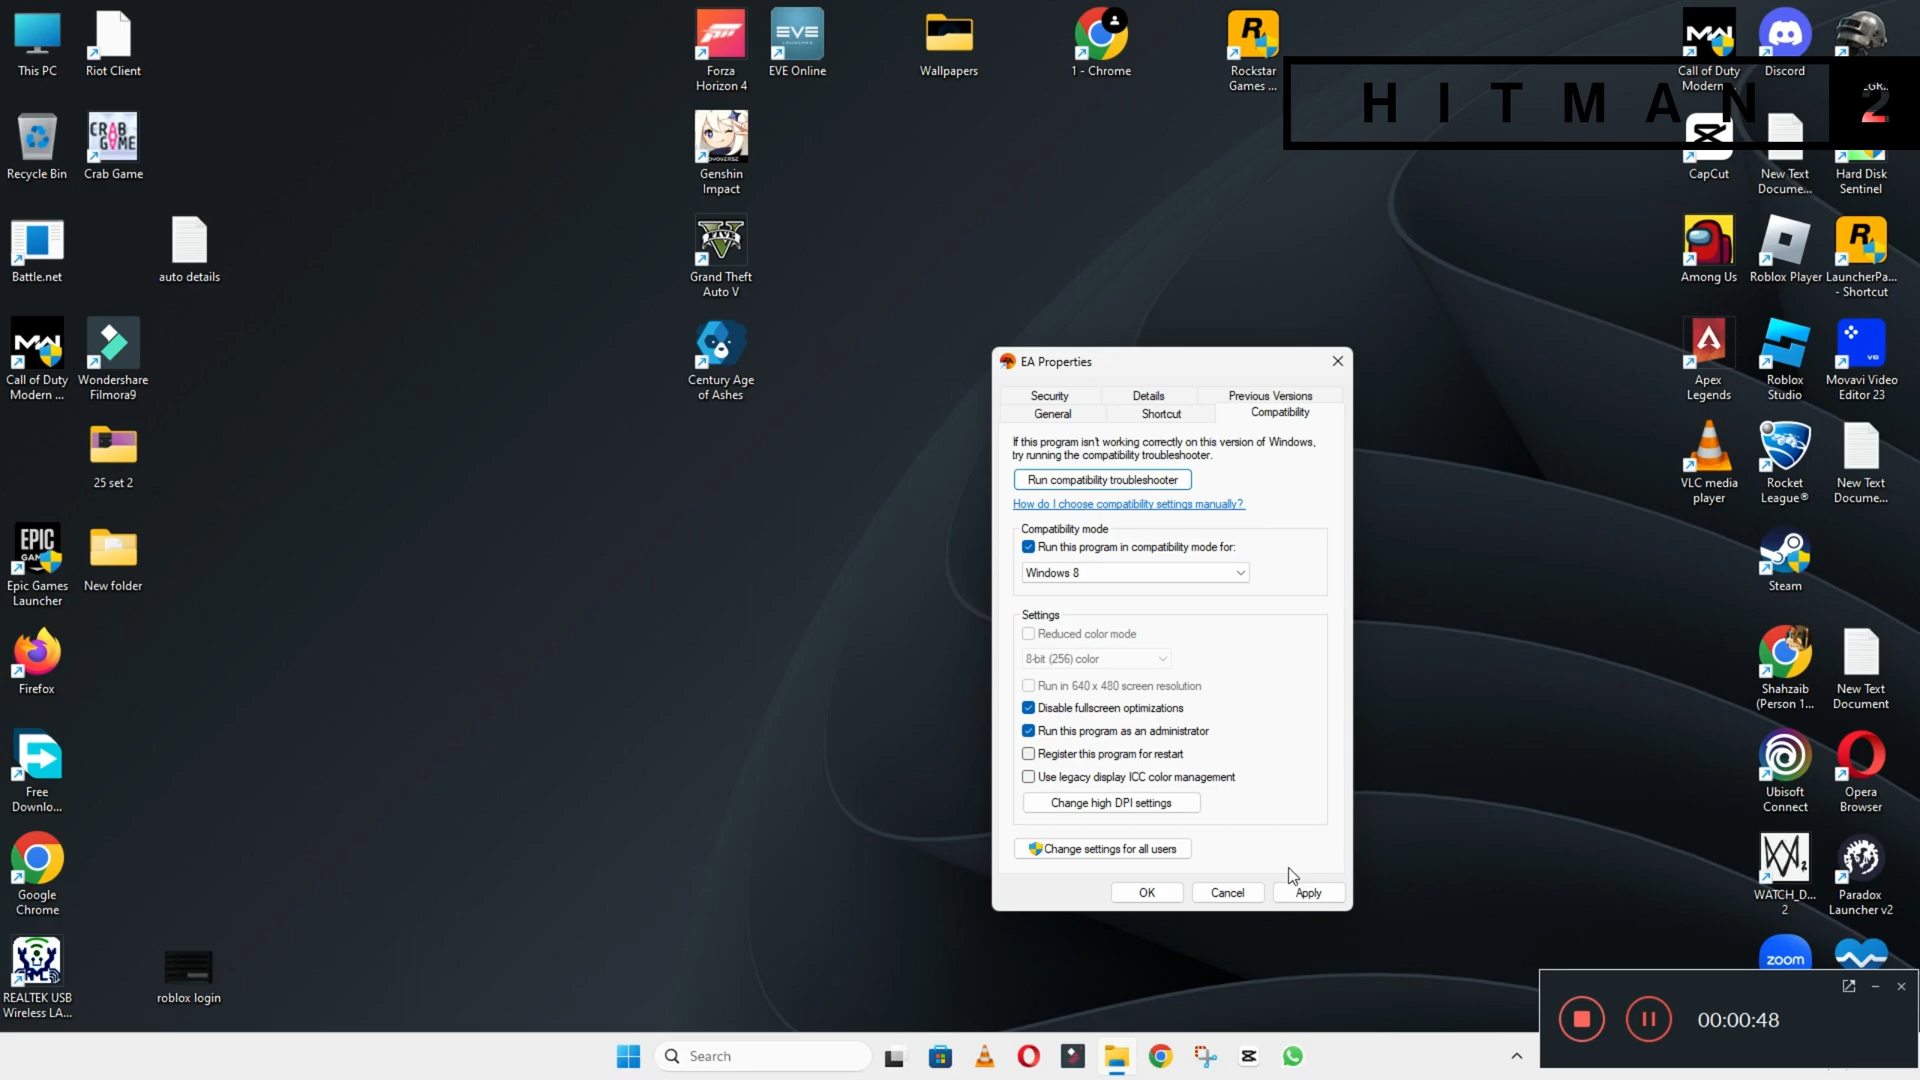 This PC
Riot Client
Forza
Horizon 4
EVE
EVE Online
Wallpapers
1 - Chrome
R
Rockstar
Games ...
MW
Call of Duty
Modern...
Discord
HITMAN 2
Recycle Bin
CRAB
GAME
Crab Game
Genshin
Impact
CapCut
New Text
Docume...
Hard Disk
Sentinel
Battle.net
auto details
FIVE
Grand Theft
Auto V
Among Us
Roblox Player
R
LauncherPa...
- Shortcut
MW
Call of Duty
Modern ...
Wondershare
Filmora9
Century Age
of Ashes
Apex
Legends
Roblox
Studio
Movavi Video
Editor 23
25 set 2
VLC media
player
Rocket
League®
New Text
Docume...
EPIC
Epic Games
Launcher
New folder
Steam
Firefox
Shahzaib
(Person 1...
New Text
Document
Free
Downlo...
Ubisoft
Connect
Opera
Browser
Google
Chrome
WATCH_D...
2
Paradox
Launcher v2
REALTEK USB
Wireless LA...
roblox login
zoom
EA Properties
Security
Details
Previous Versions
General
Shortcut
Compatibility
If this program isn't working correctly on this version of Windows,
try running the compatibility troubleshooter.
Run compatibility troubleshooter
How do I choose compatibility settings manually?
Compatibility mode
Run this program in compatibility mode for:
Windows 8
Settings
Reduced color mode
8-bit (256) color
Run in 640 x 480 screen resolution
Disable fullscreen optimizations
Run this program as an administrator
Register this program for restart
Use legacy display ICC color management
Change high DPI settings
Change settings for all users
OK
Cancel
Apply
00:00:48
Search